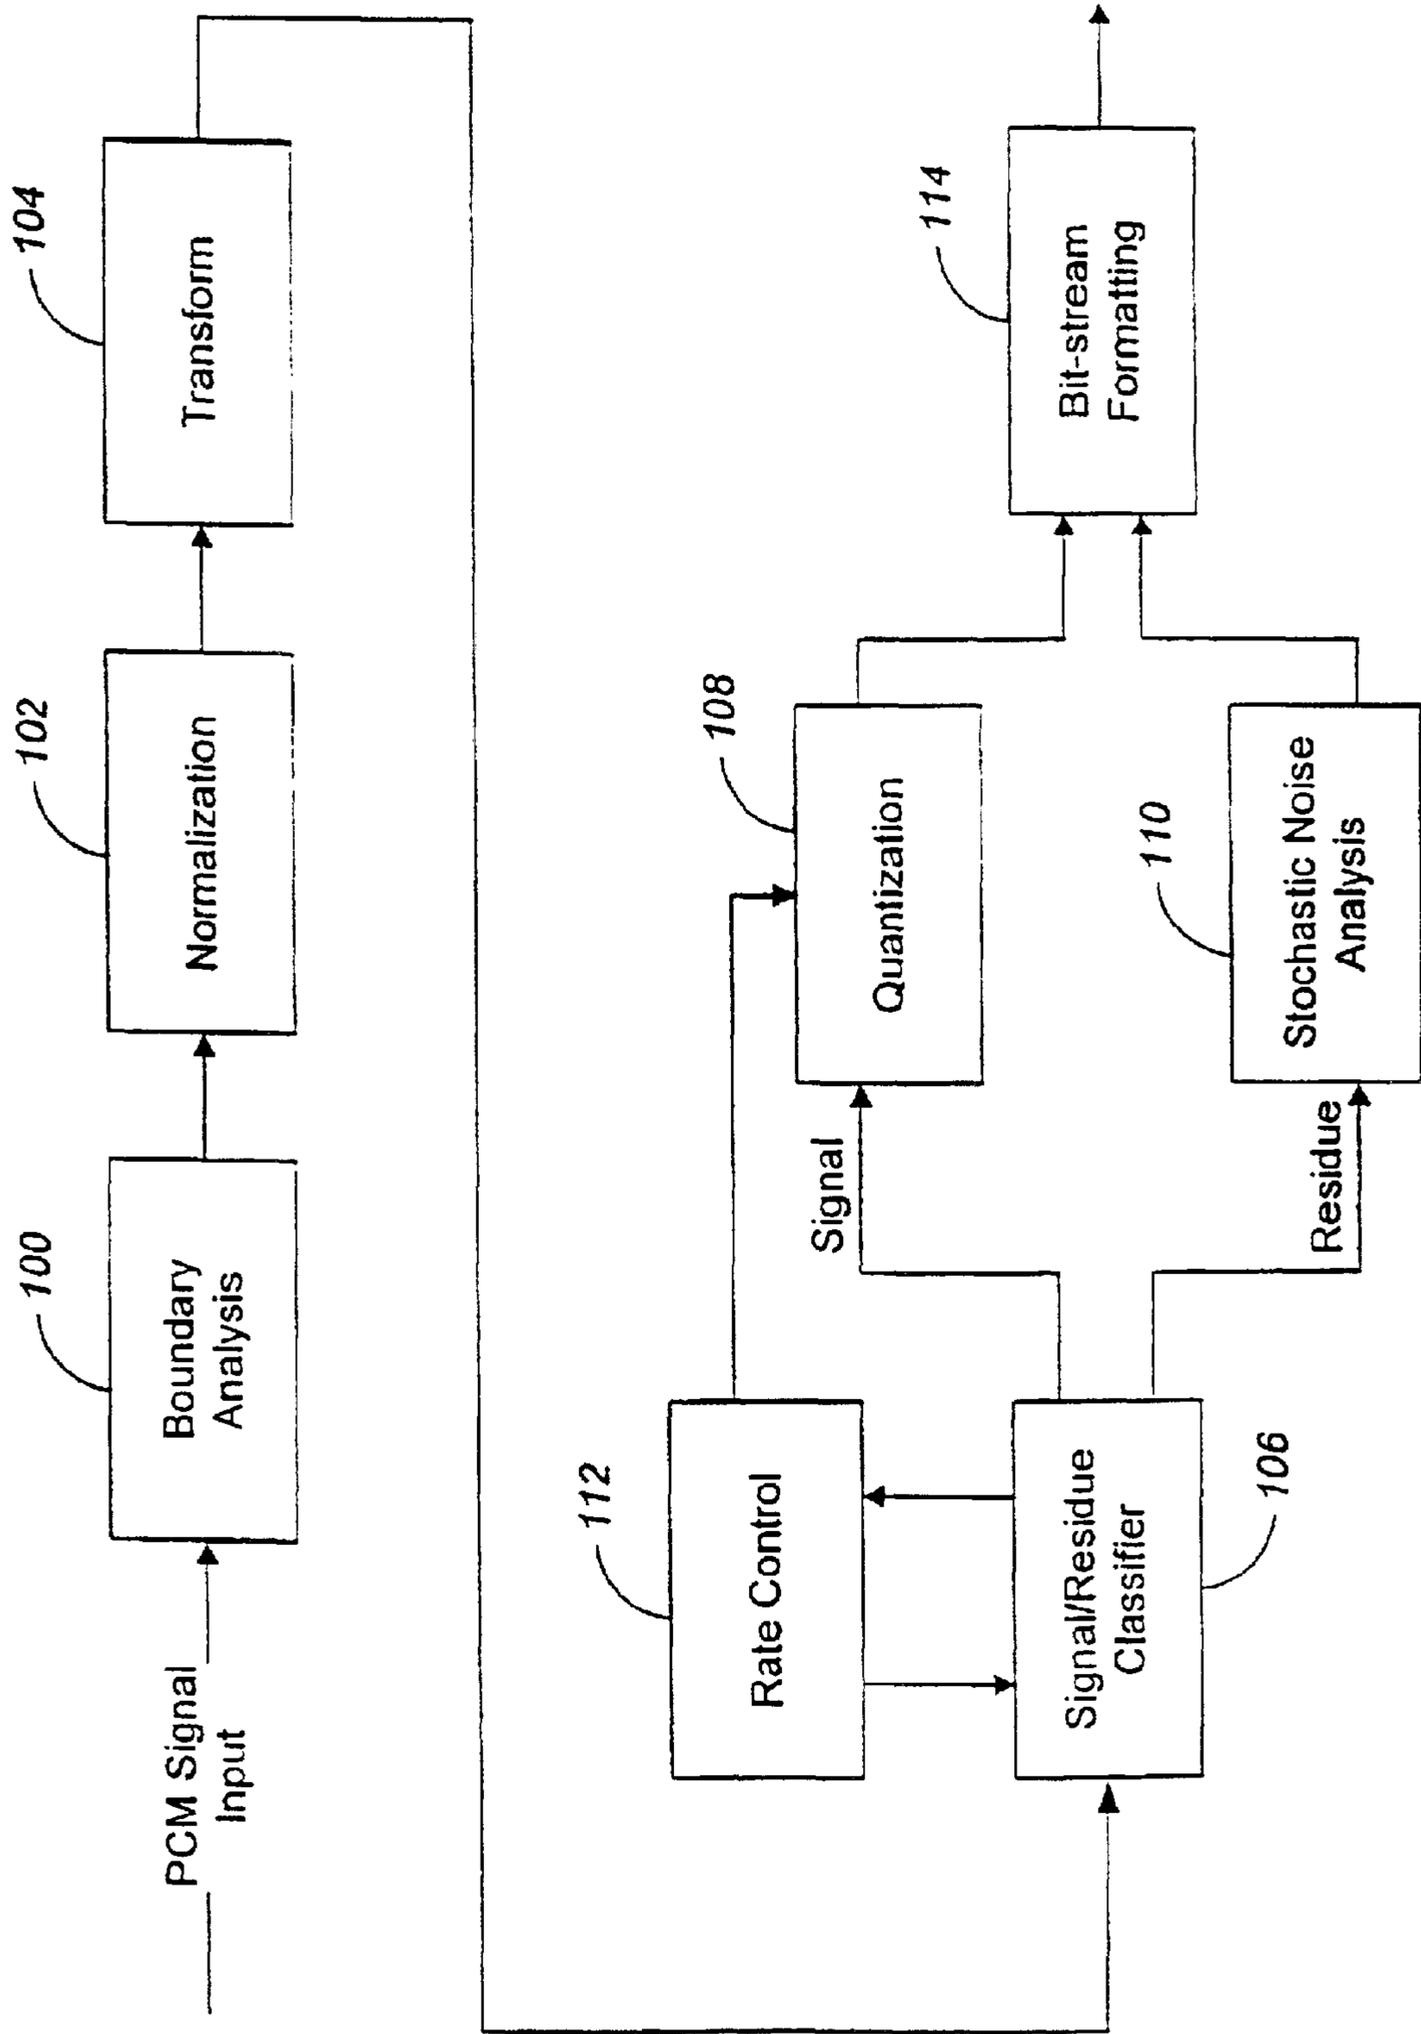 PCM Signal
Input
100
Boundary
Analysis
102
Normalization
104
Transform
112
Rate Control
Signal/Residue
Classifier
106
Signal
Residue
108
Quantization
110
Stochastic Noise
Analysis
114
Bit-stream
Formatting